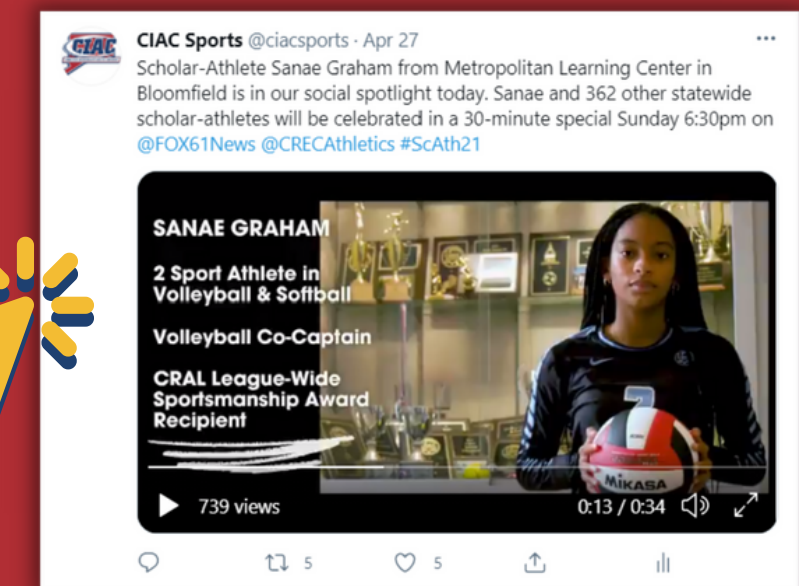 CIAC
CIAC Sports @ciacsports · Apr 27
Scholar-Athlete Sanae Graham from Metropolitan Learning Center in
Bloomfield is in our social spotlight today. Sanae and 362 other statewide
scholar-athletes will be celebrated in a 30-minute special Sunday 6:30pm on
@FOX61News @CRECAthletics #ScAth21
SANAE GRAHAM
2 Sport Athlete in
Volleyball & Softball
Volleyball Co-Captain
CRAL League-Wide
Sportsmanship Award
Recipient
7
MIKASA
739 views
0:13 / 0:34
5
5